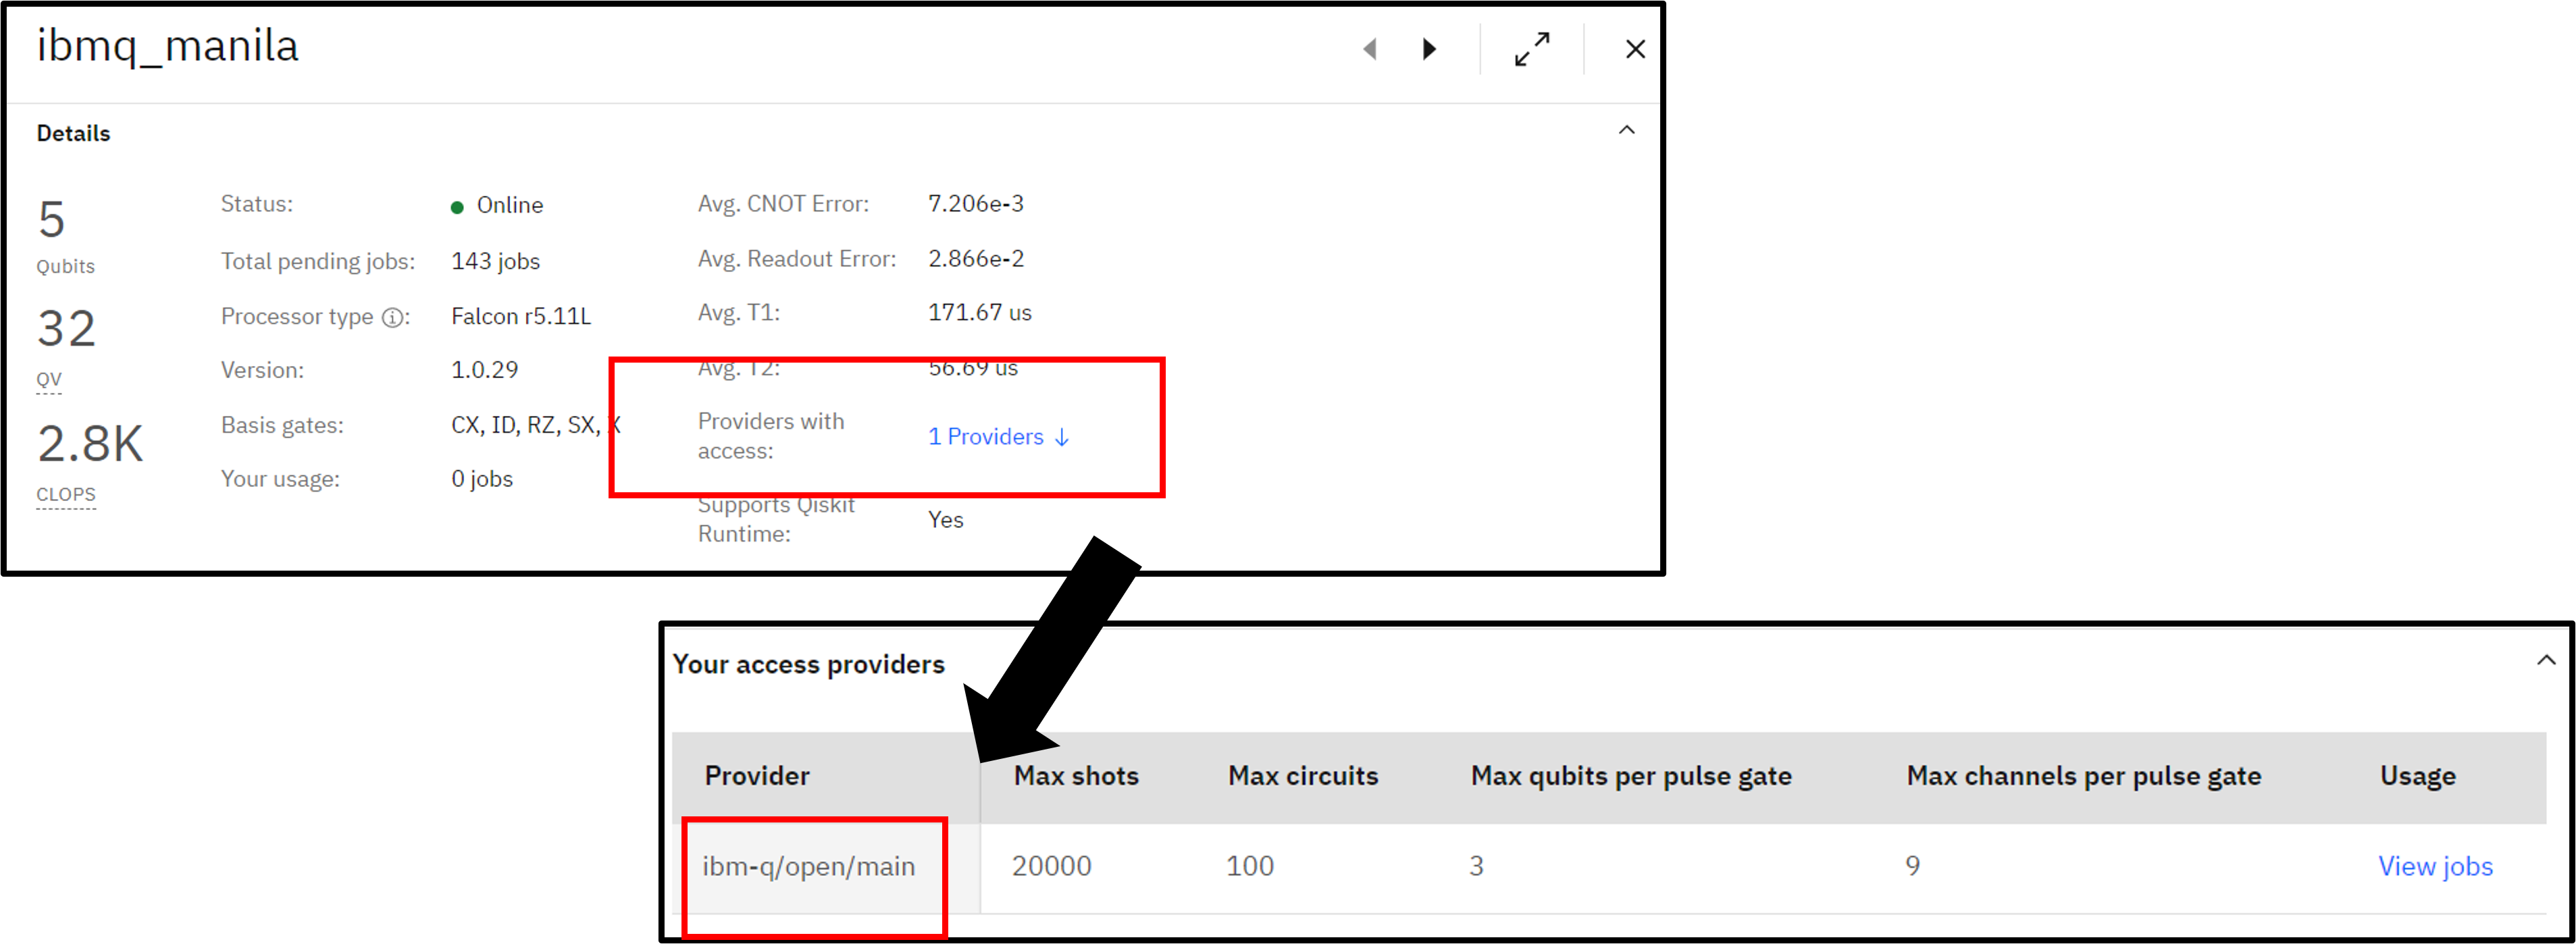 ibmq_manila
Details
5
Qubits
32
QV
2.8K
CLOPS
Status: Online
Total pending jobs: 143 jobs
Processor type ⓘ: Falcon r5.11L
Version: 1.0.29
Basis gates: CX, ID, RZ, SX, X
Your usage: 0 jobs
Avg. CNOT Error: 7.206e-3
Avg. Readout Error: 2.866e-2
Avg. T1: 171.67 us
Avg. T2: 56.69 us
Providers with
access: 1 Providers ↓
Supports Qiskit
Runtime: Yes
Your access providers
Provider Max shots Max circuits Max qubits per pulse gate Max channels per pulse gate Usage
ibm-q/open/main 20000 100 3 9 View jobs